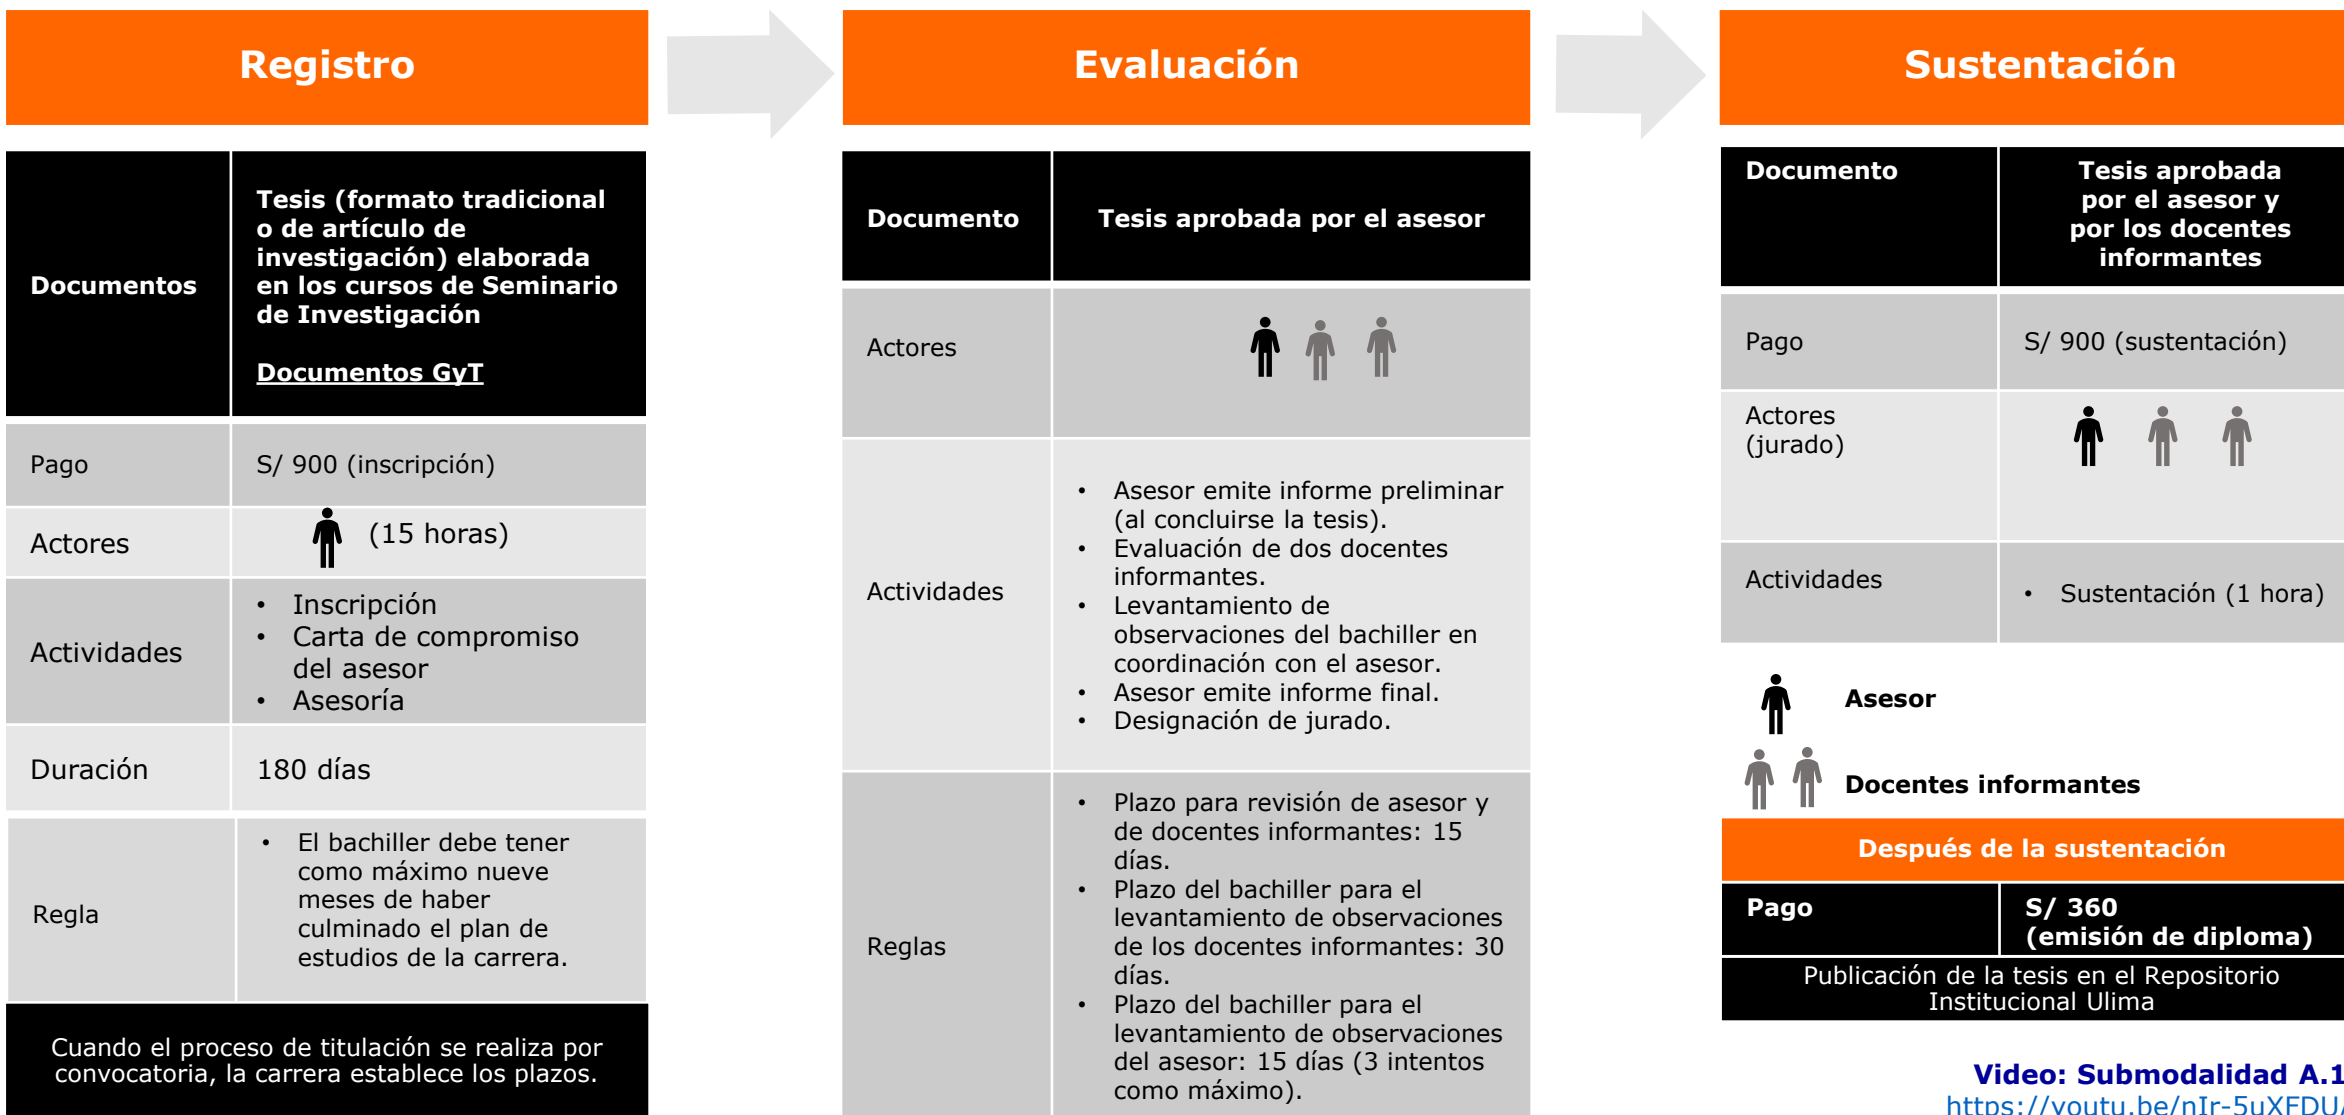 Registro
Documentos
Tesis (formato tradicional
o de artículo de
investigación) elaborada
en los cursos de Seminario
de Investigación
Documentos GyT
Pago
S/ 900 (inscripción)
Actores
(15 horas)
Actividades
• Inscripción
• Carta de compromiso
del asesor
• Asesoría
Duración
180 días
Regla
• El bachiller debe tener
como máximo nueve
meses de haber
culminado el plan de
estudios de la carrera.
Cuando el proceso de titulación se realiza por
convocatoria, la carrera establece los plazos.
Evaluación
Documento
Tesis aprobada por el asesor
Actores
Actividades
• Asesor emite informe preliminar
(al concluirse la tesis).
• Evaluación de dos docentes
informantes.
• Levantamiento de
observaciones del bachiller en
coordinación con el asesor.
• Asesor emite informe final.
• Designación de jurado.
Reglas
• Plazo para revisión de asesor y
de docentes informantes: 15
días.
• Plazo del bachiller para el
levantamiento de observaciones
de los docentes informantes: 30
días.
• Plazo del bachiller para el
levantamiento de observaciones
del asesor: 15 días (3 intentos
como máximo).
Sustentación
Documento
Tesis aprobada
por el asesor y
por los docentes
informantes
Pago
S/ 900 (sustentación)
Actores
(jurado)
Actividades
• Sustentación (1 hora)
Asesor
Docentes informantes
Después de la sustentación
Pago
S/ 360
(emisión de diploma)
Publicación de la tesis en el Repositorio
Institucional Ulima
Video: Submodalidad A.1